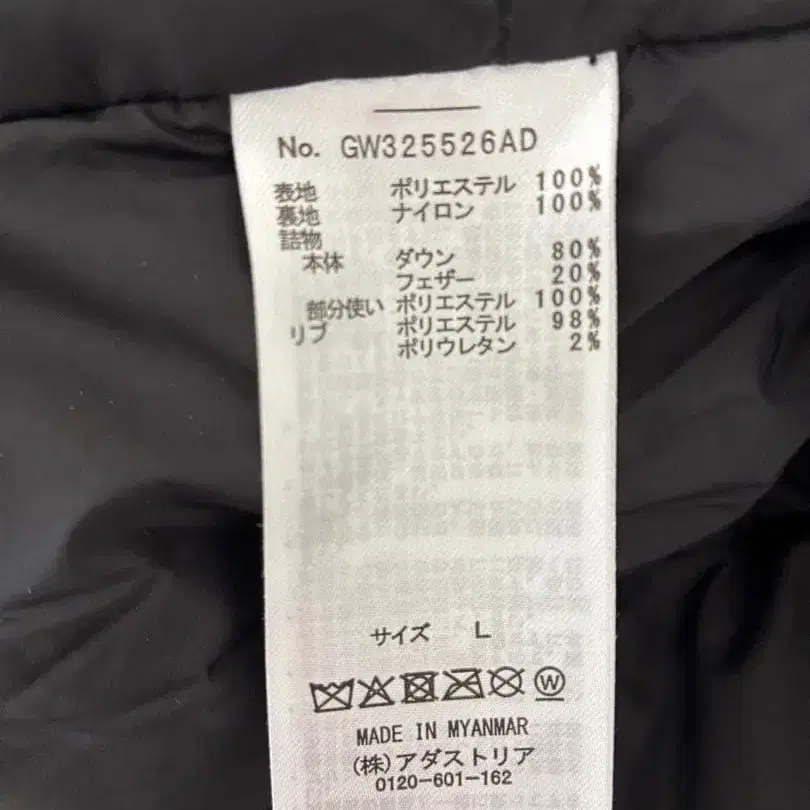 No. GW325526AD
表地 ポリエステル 100%
裏地 ナイロン 100%
詰物
本体 ダウン 80%
フェザー 20%
部分使い ポリエステル 100%
リブ ポリエステル 98%
ポリウレタン 2%
サイズ L
W
MADE IN MYANMAR
(株)アダストリア
0120-601-162